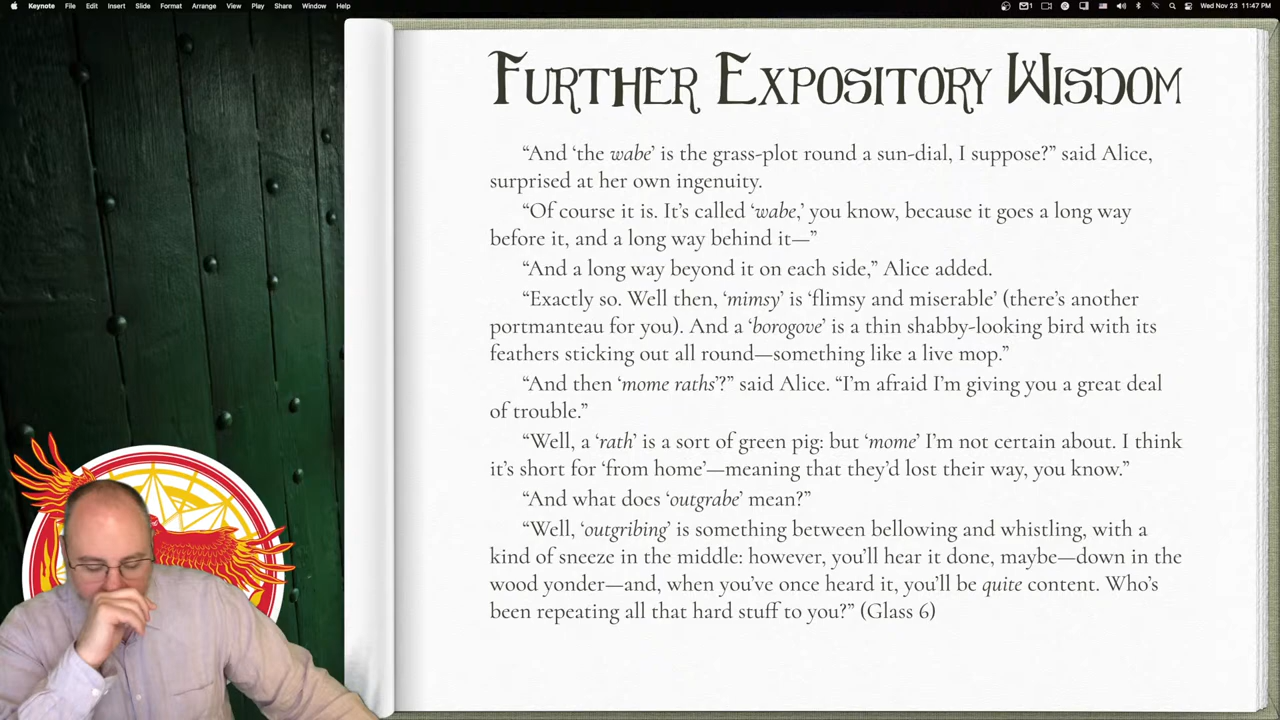 Keynote File Edit Insert Slide Format Arrange View Play Share Window Help Wed Nov 23 11:47 PM
Further Expository Wisdom
“And ‘the wabe’ is the grass-plot round a sun-dial, I suppose?” said Alice,
surprised at her own ingenuity.
“Of course it is. It’s called ‘wabe,’ you know, because it goes a long way
before it, and a long way behind it—”
“And a long way beyond it on each side,” Alice added.
“Exactly so. Well then, ‘mimsy’ is ‘flimsy and miserable’ (there’s another
portmanteau for you). And a ‘borogove’ is a thin shabby-looking bird with its
feathers sticking out all round—something like a live mop.”
“And then ‘mome raths’?” said Alice. “I’m afraid I’m giving you a great deal
of trouble.”
“Well, a ‘rath’ is a sort of green pig: but ‘mome’ I’m not certain about. I think
it’s short for ‘from home’—meaning that they’d lost their way, you know.”
“And what does ‘outgrabe’ mean?”
“Well, ‘outgribing’ is something between bellowing and whistling, with a
kind of sneeze in the middle: however, you’ll hear it done, maybe—down in the
wood yonder—and, when you’ve once heard it, you’ll be quite content. Who’s
been repeating all that hard stuff to you?” (Glass 6)